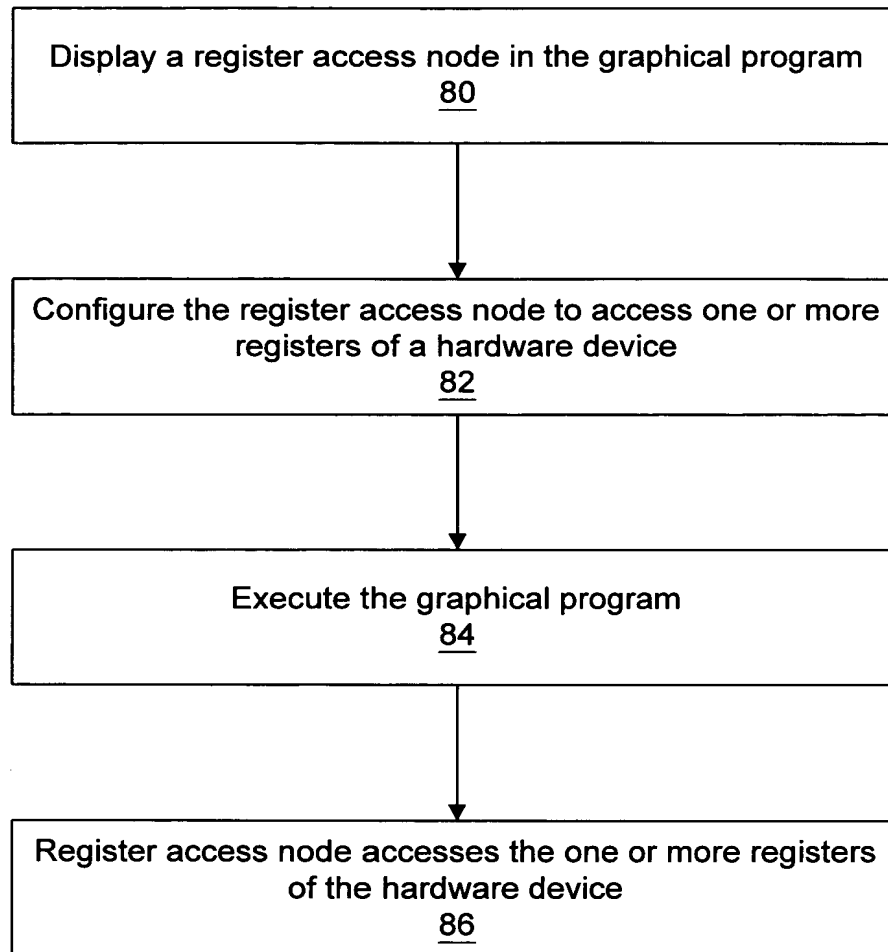 Display a register access node in the graphical program
80
Configure the register access node to access one or more
registers of a hardware device
82
Execute the graphical program
84
Register access node accesses the one or more registers
of the hardware device
86